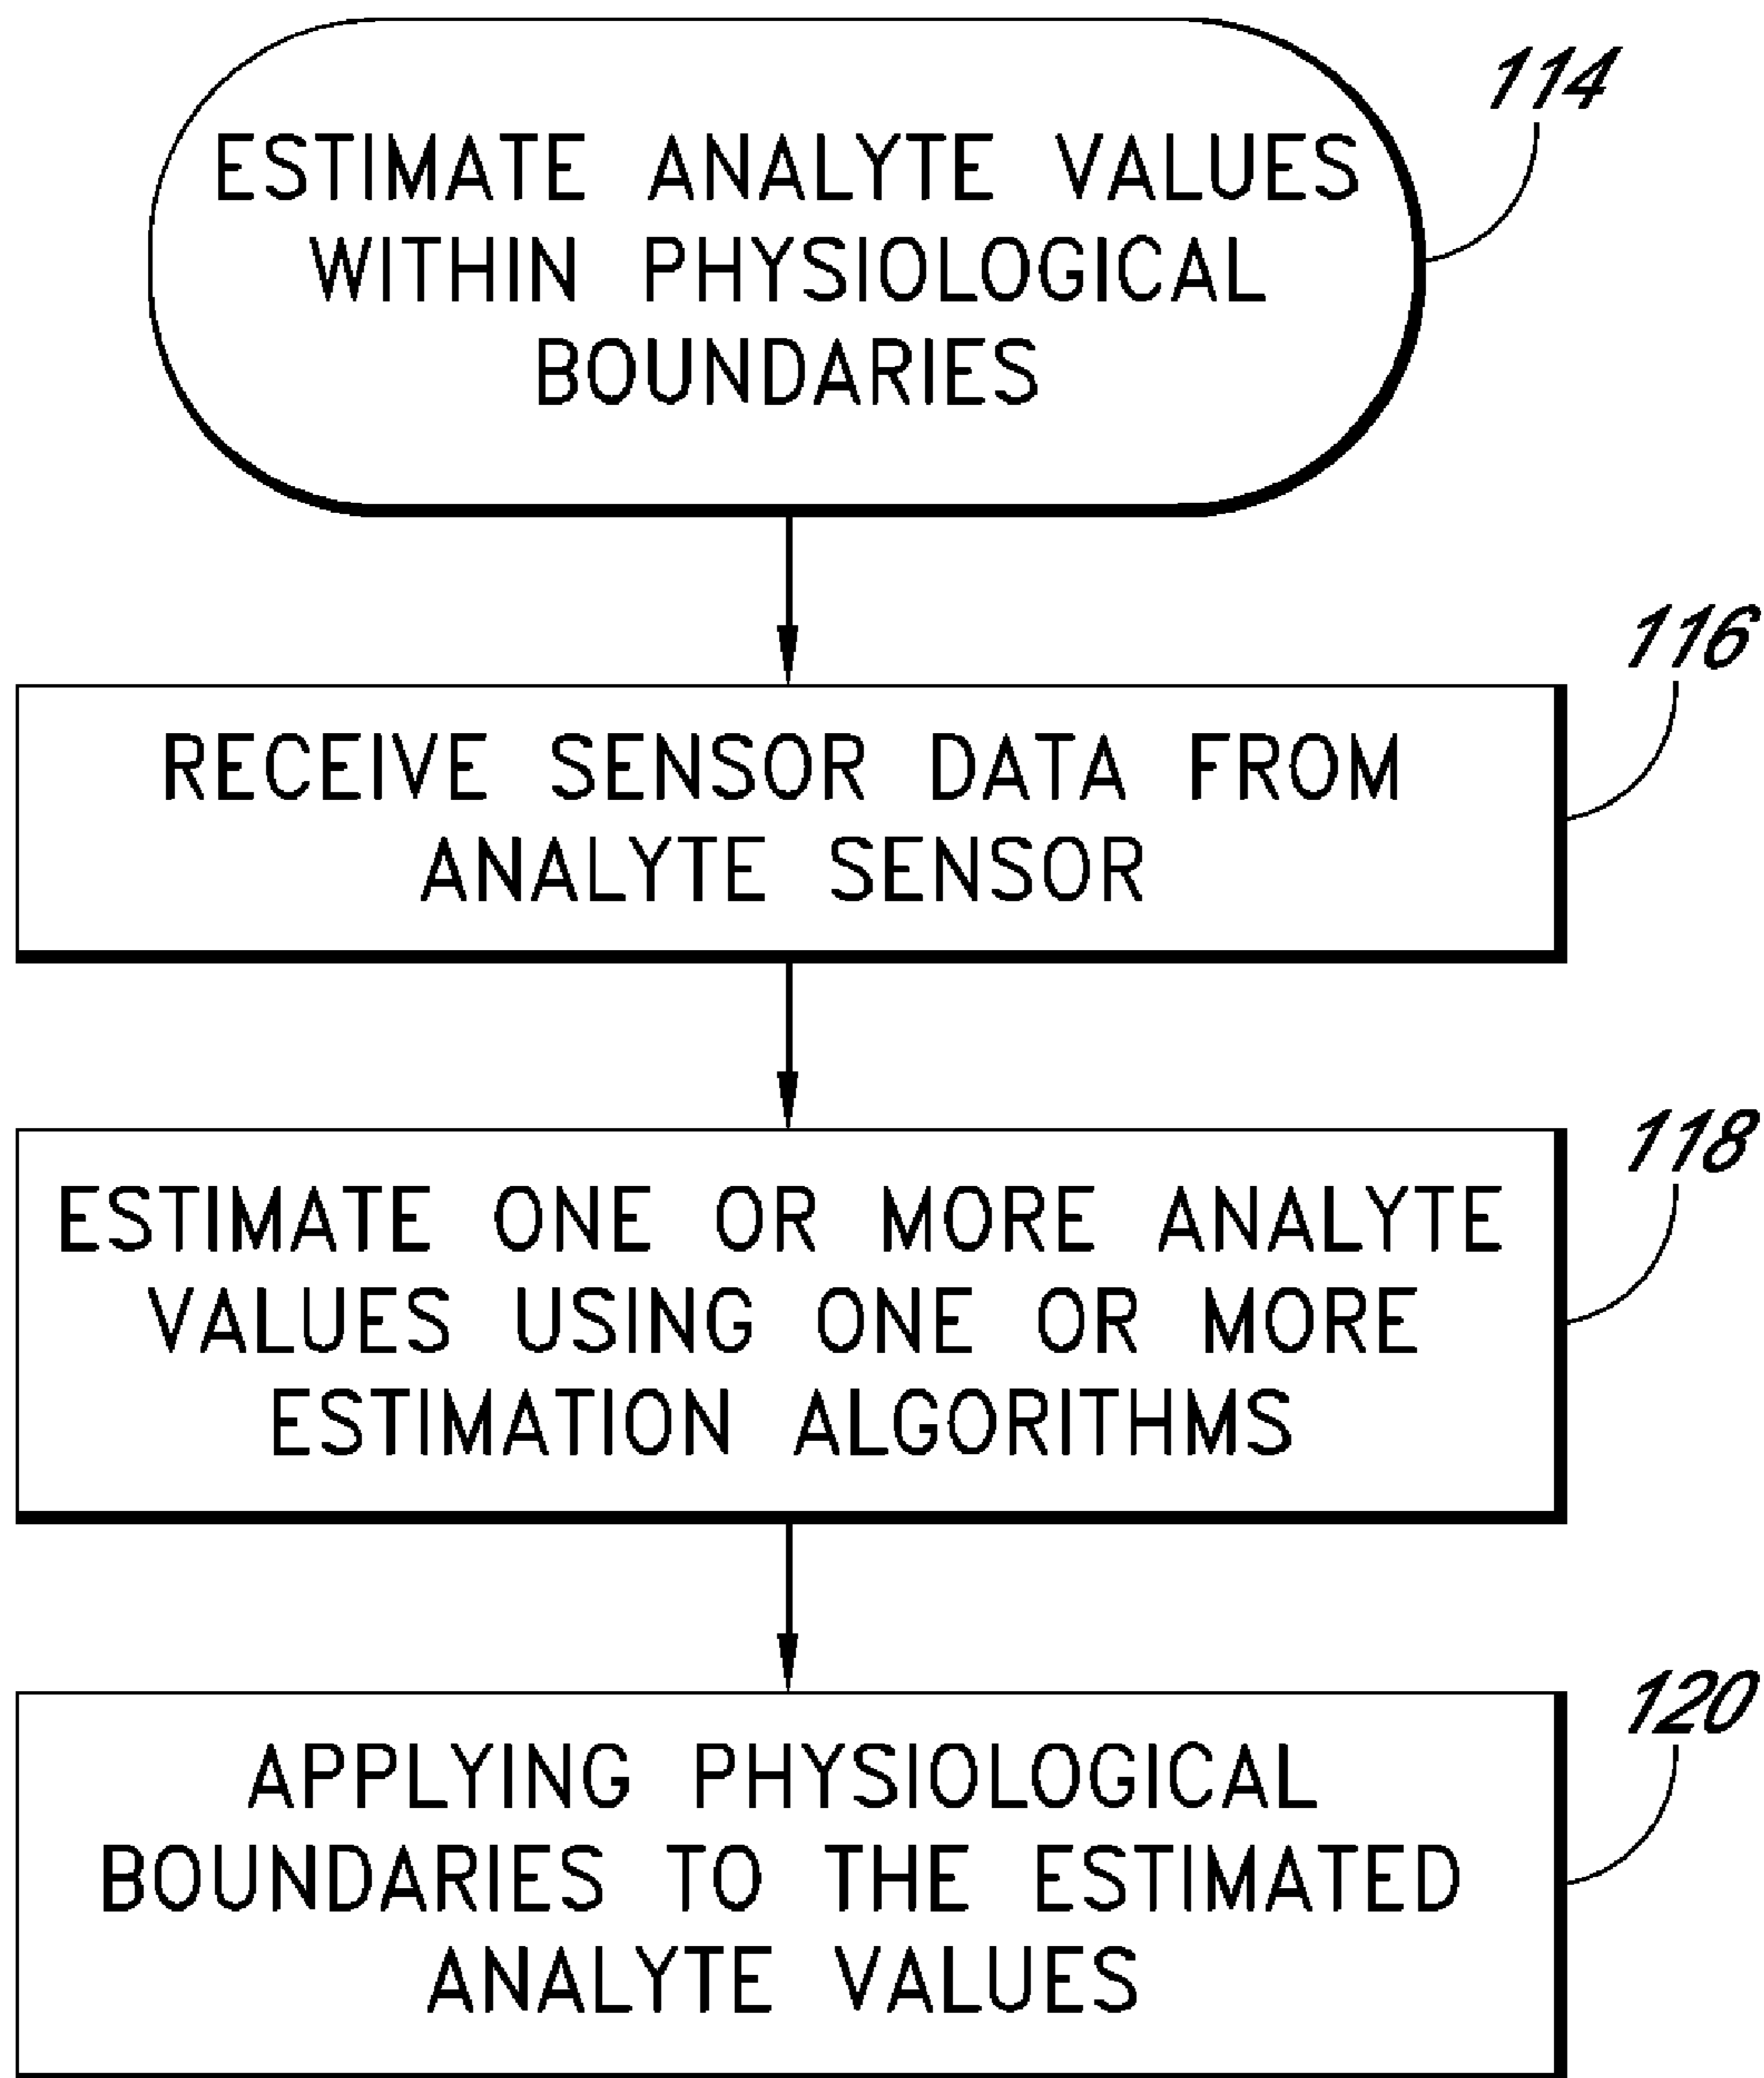 114
ESTIMATE ANALYTE VALUES
WITHIN PHYSIOLOGICAL
BOUNDARIES
116
RECEIVE SENSOR DATA FROM
ANALYTE SENSOR
118
ESTIMATE ONE OR MORE ANALYTE
VALUES USING ONE OR MORE
ESTIMATION ALGORITHMS
120
APPLYING PHYSIOLOGICAL
BOUNDARIES TO THE ESTIMATED
ANALYTE VALUES